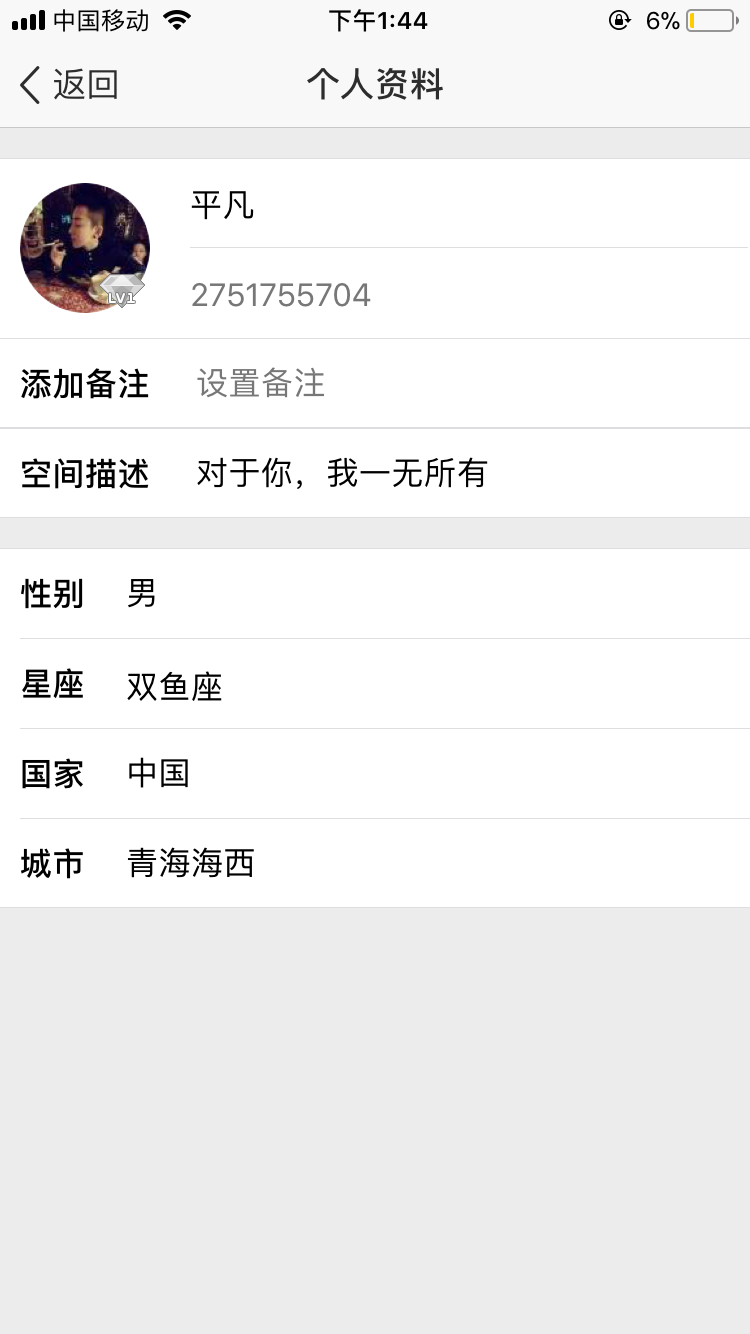 中国移动 下午1:44 6%
返回 个人资料
平凡
LV1
2751755704
添加备注 设置备注
空间描述 对于你，我一无所有
性别 男
星座 双鱼座
国家 中国
城市 青海海西